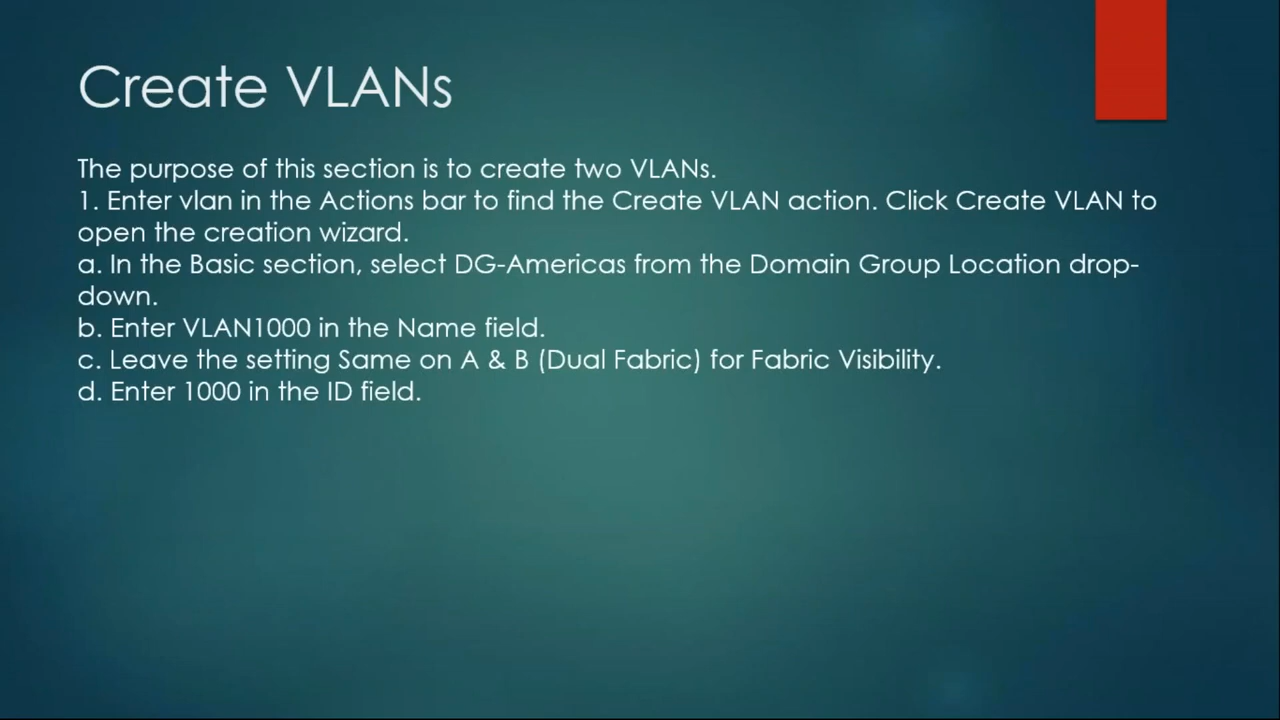 Create VLANs
The purpose of this section is to create two VLANs.
1. Enter vlan in the Actions bar to find the Create VLAN action. Click Create VLAN to
open the creation wizard.
a. In the Basic section, select DG-Americas from the Domain Group Location drop-
down.
b. Enter VLAN1000 in the Name field.
c. Leave the setting Same on A & B (Dual Fabric) for Fabric Visibility.
d. Enter 1000 in the ID field.